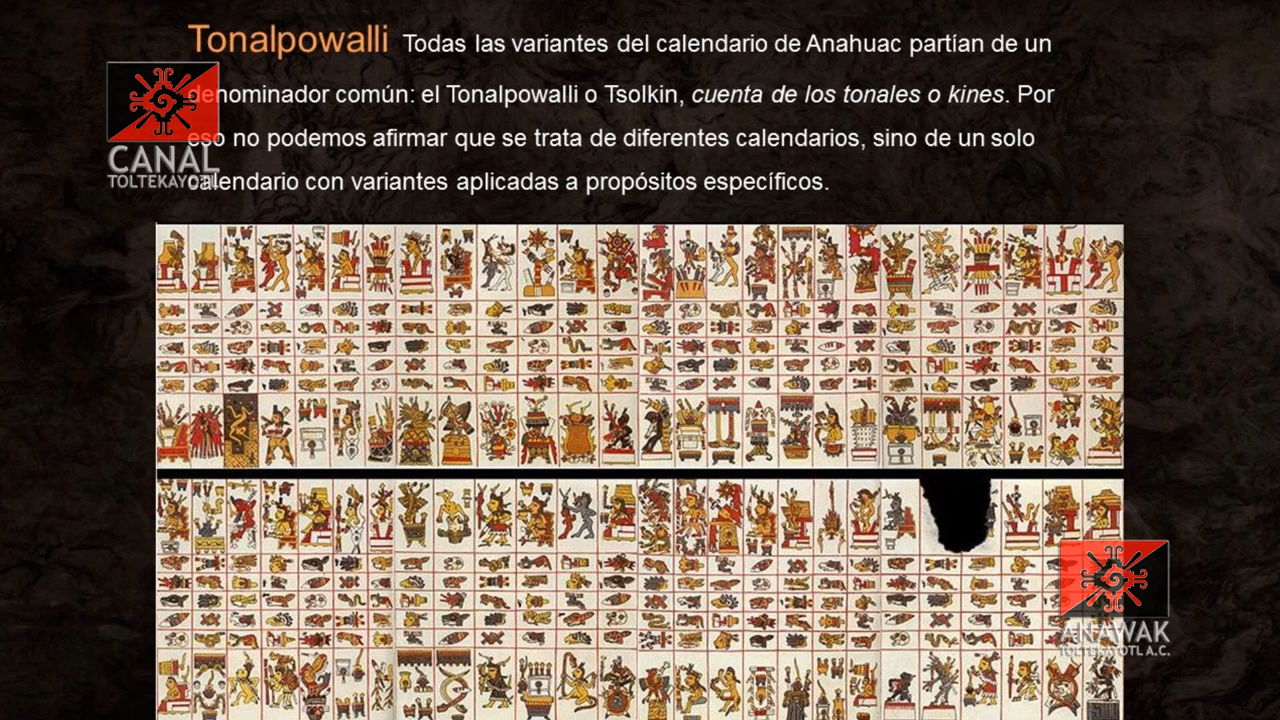 Tonalpowalli Todas las variantes del calendario de Anahuac partían de un
denominador común: el Tonalpowalli o Tsolkin, cuenta de los tonales o kines. Por
eso no podemos afirmar que se trata de diferentes calendarios, sino de un solo
calendario con variantes aplicadas a propósitos específicos.
CANAL
TOLTEKAYOTL
ANAWAK
TOLTEKAYOTL A.C.